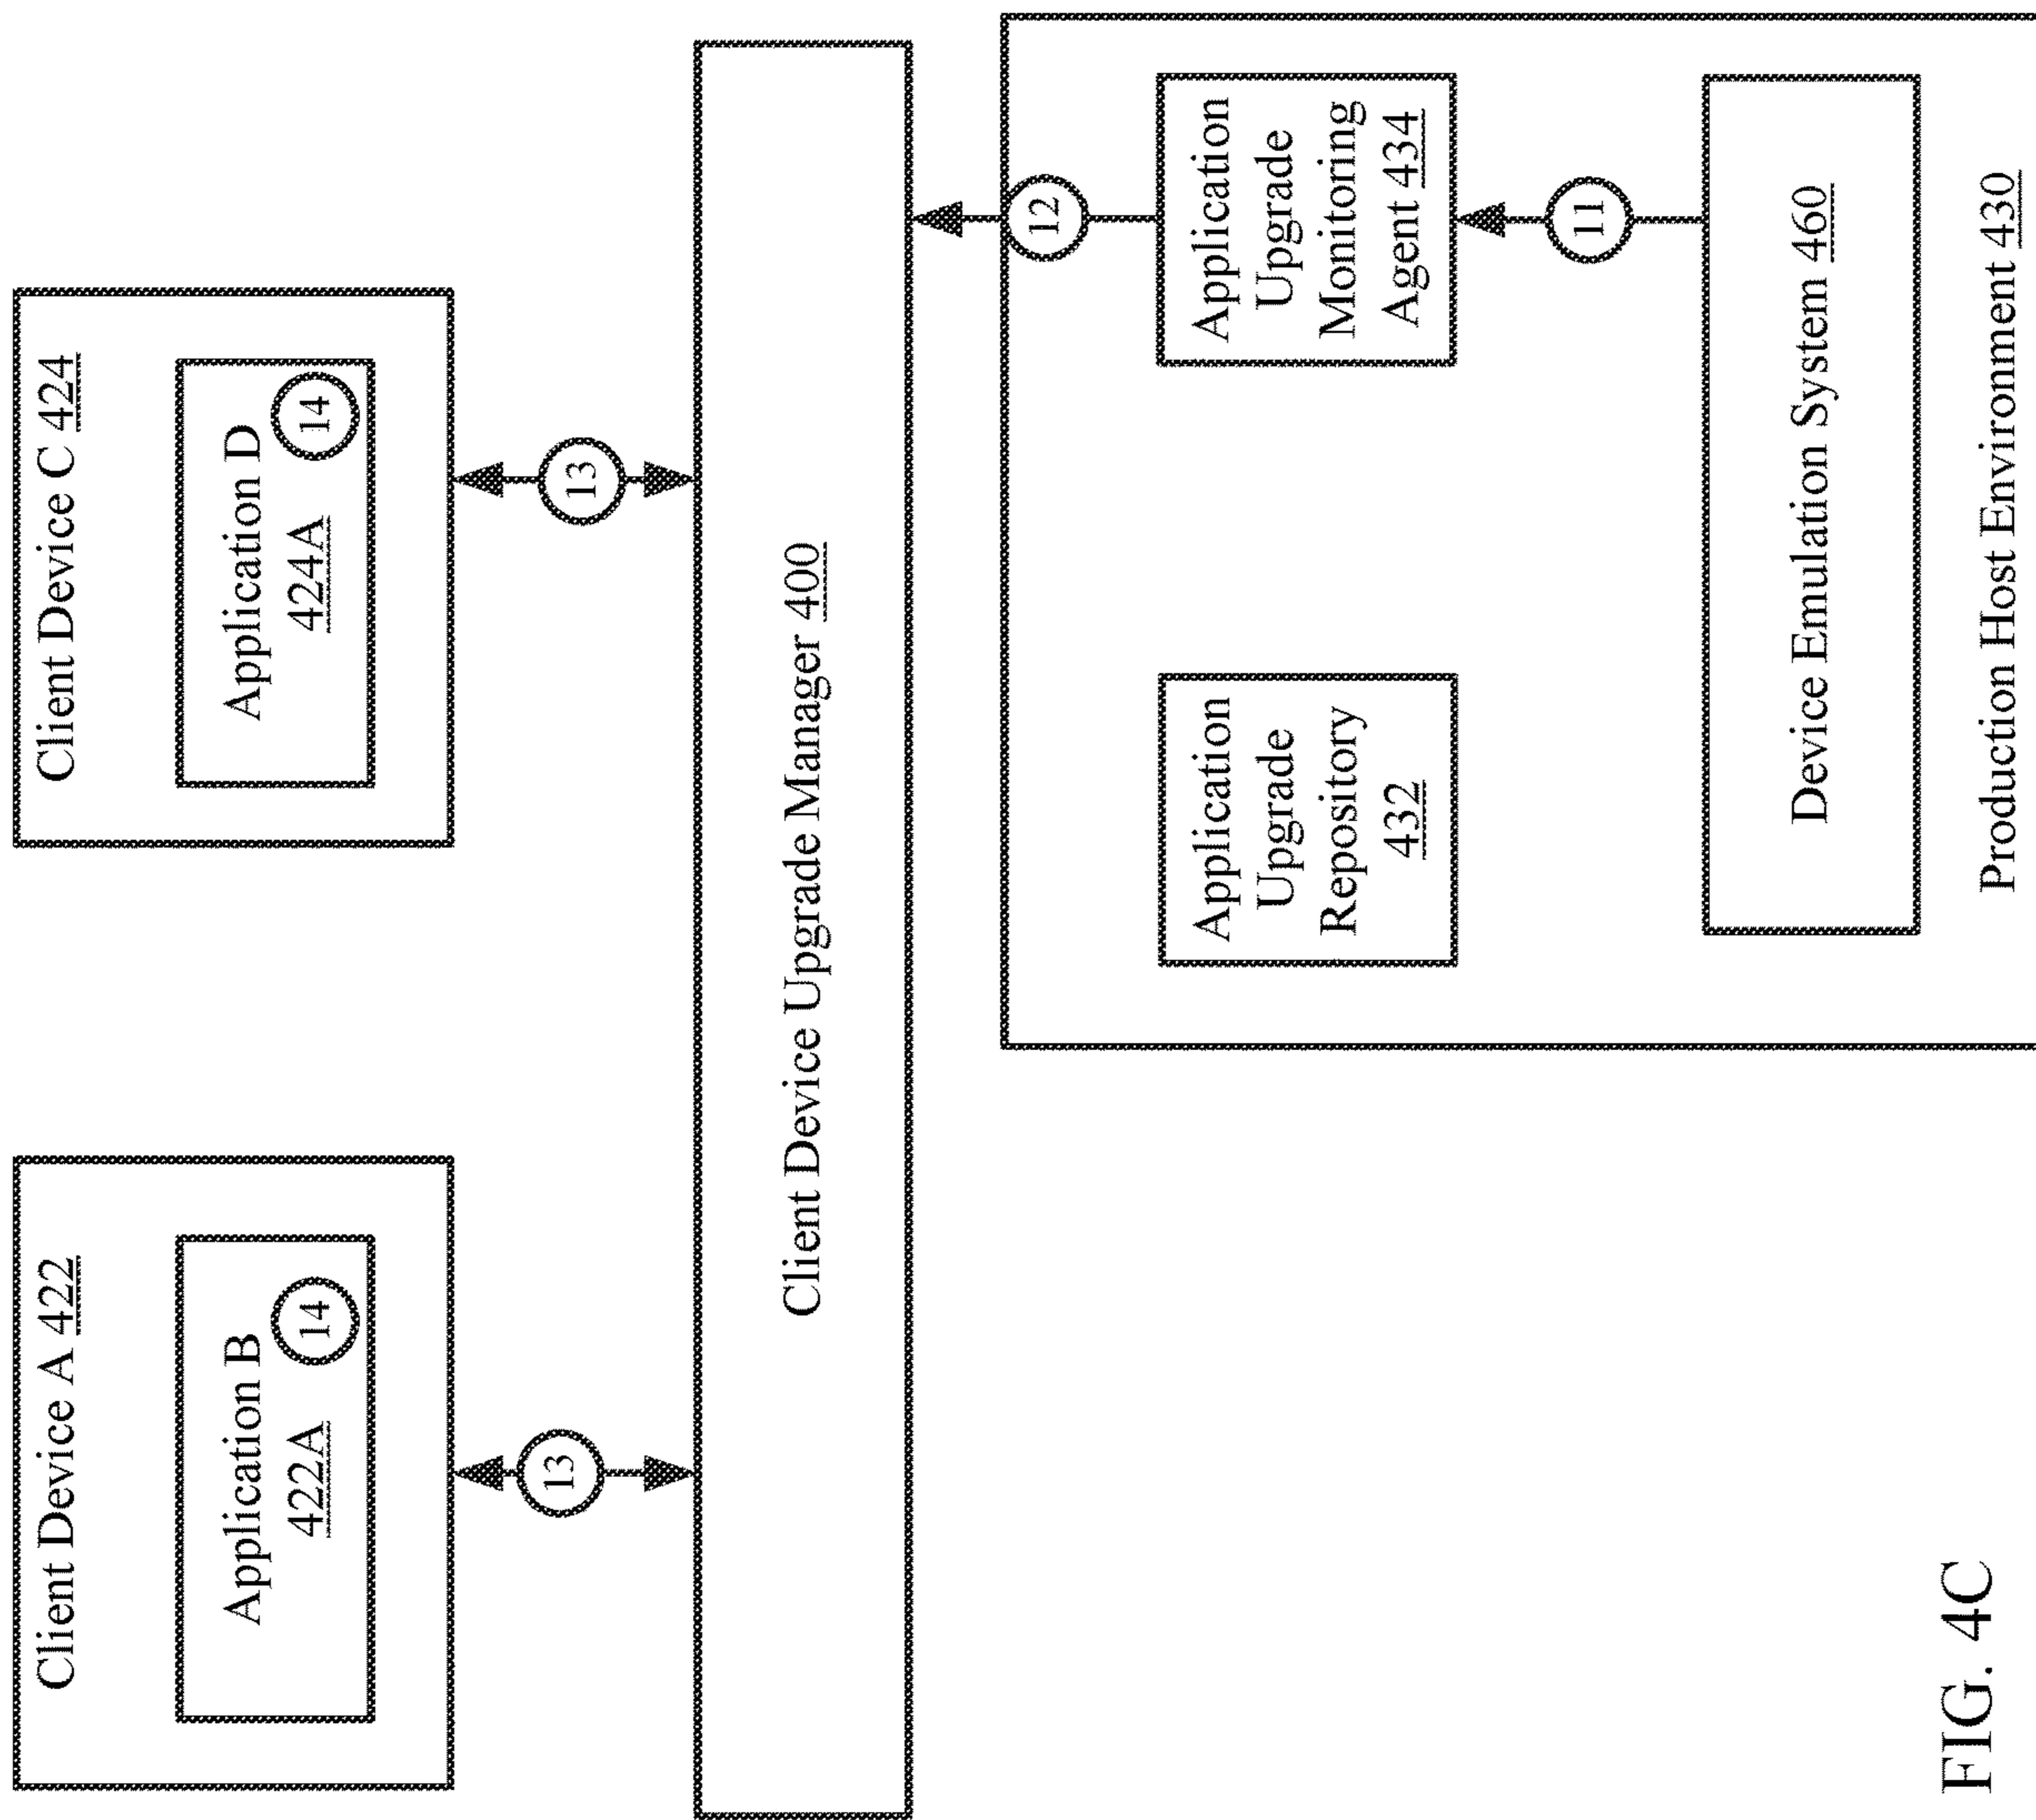 Client Device A 422
Application B
422A
14
Client Device C 424
Application D
424A
14
13
13
Client Device Upgrade Manager 400
12
Application
Upgrade
Repository
432
Application
Upgrade
Monitoring
Agent 434
11
Device Emulation System 460
Production Host Environment 430
FIG. 4C